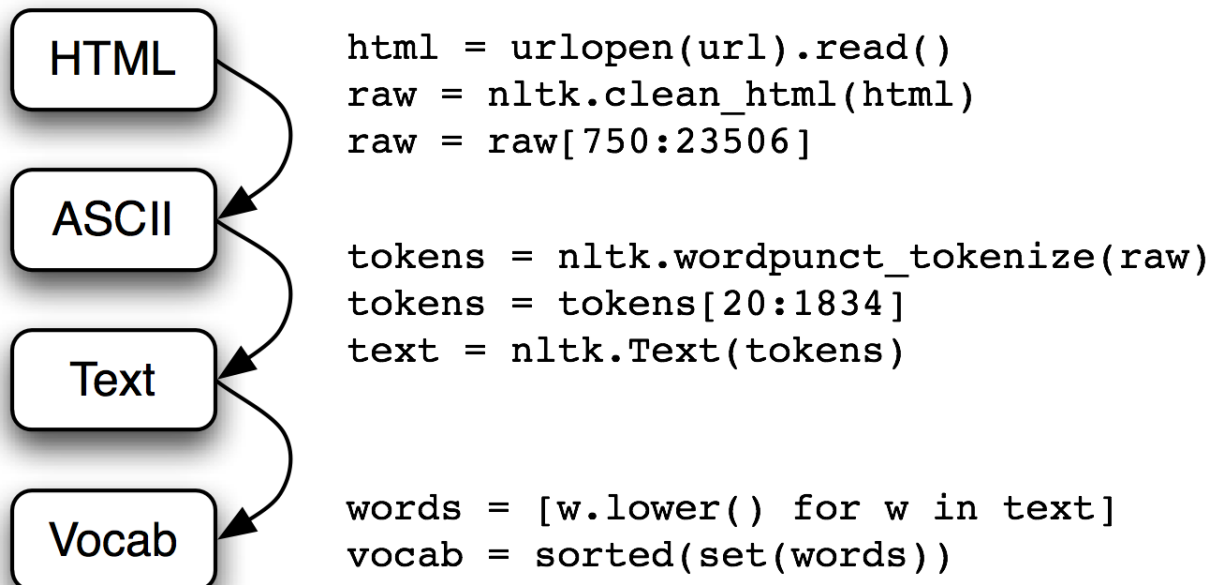 HTML
html = urlopen(url).read()
raw = nltk.clean_html(html)
raw = raw[750:23506]
ASCII
tokens = nltk.wordpunct_tokenize(raw)
tokens = tokens[20:1834]
text = nltk.Text(tokens)
Text
words = [w.lower() for w in text]
vocab = sorted(set(words))
Vocab